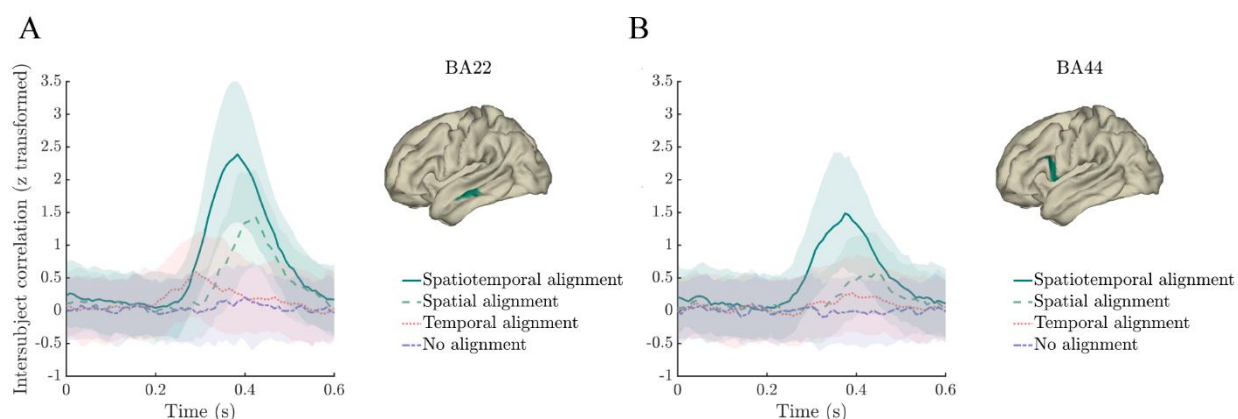 A
B
BA22
BA44
Intersubject correlation (z transformed)
3.5
3
2.5
2
1.5
1
0.5
0
-0.5
-1
0
0.2
0.4
0.6
Time (s)
Spatiotemporal alignment
Spatial alignment
Temporal alignment
No alignment
3.5
3
2.5
2
1.5
1
0.5
0
-0.5
-1
0
0.2
0.4
0.6
Time (s)
Spatiotemporal alignment
Spatial alignment
Temporal alignment
No alignment